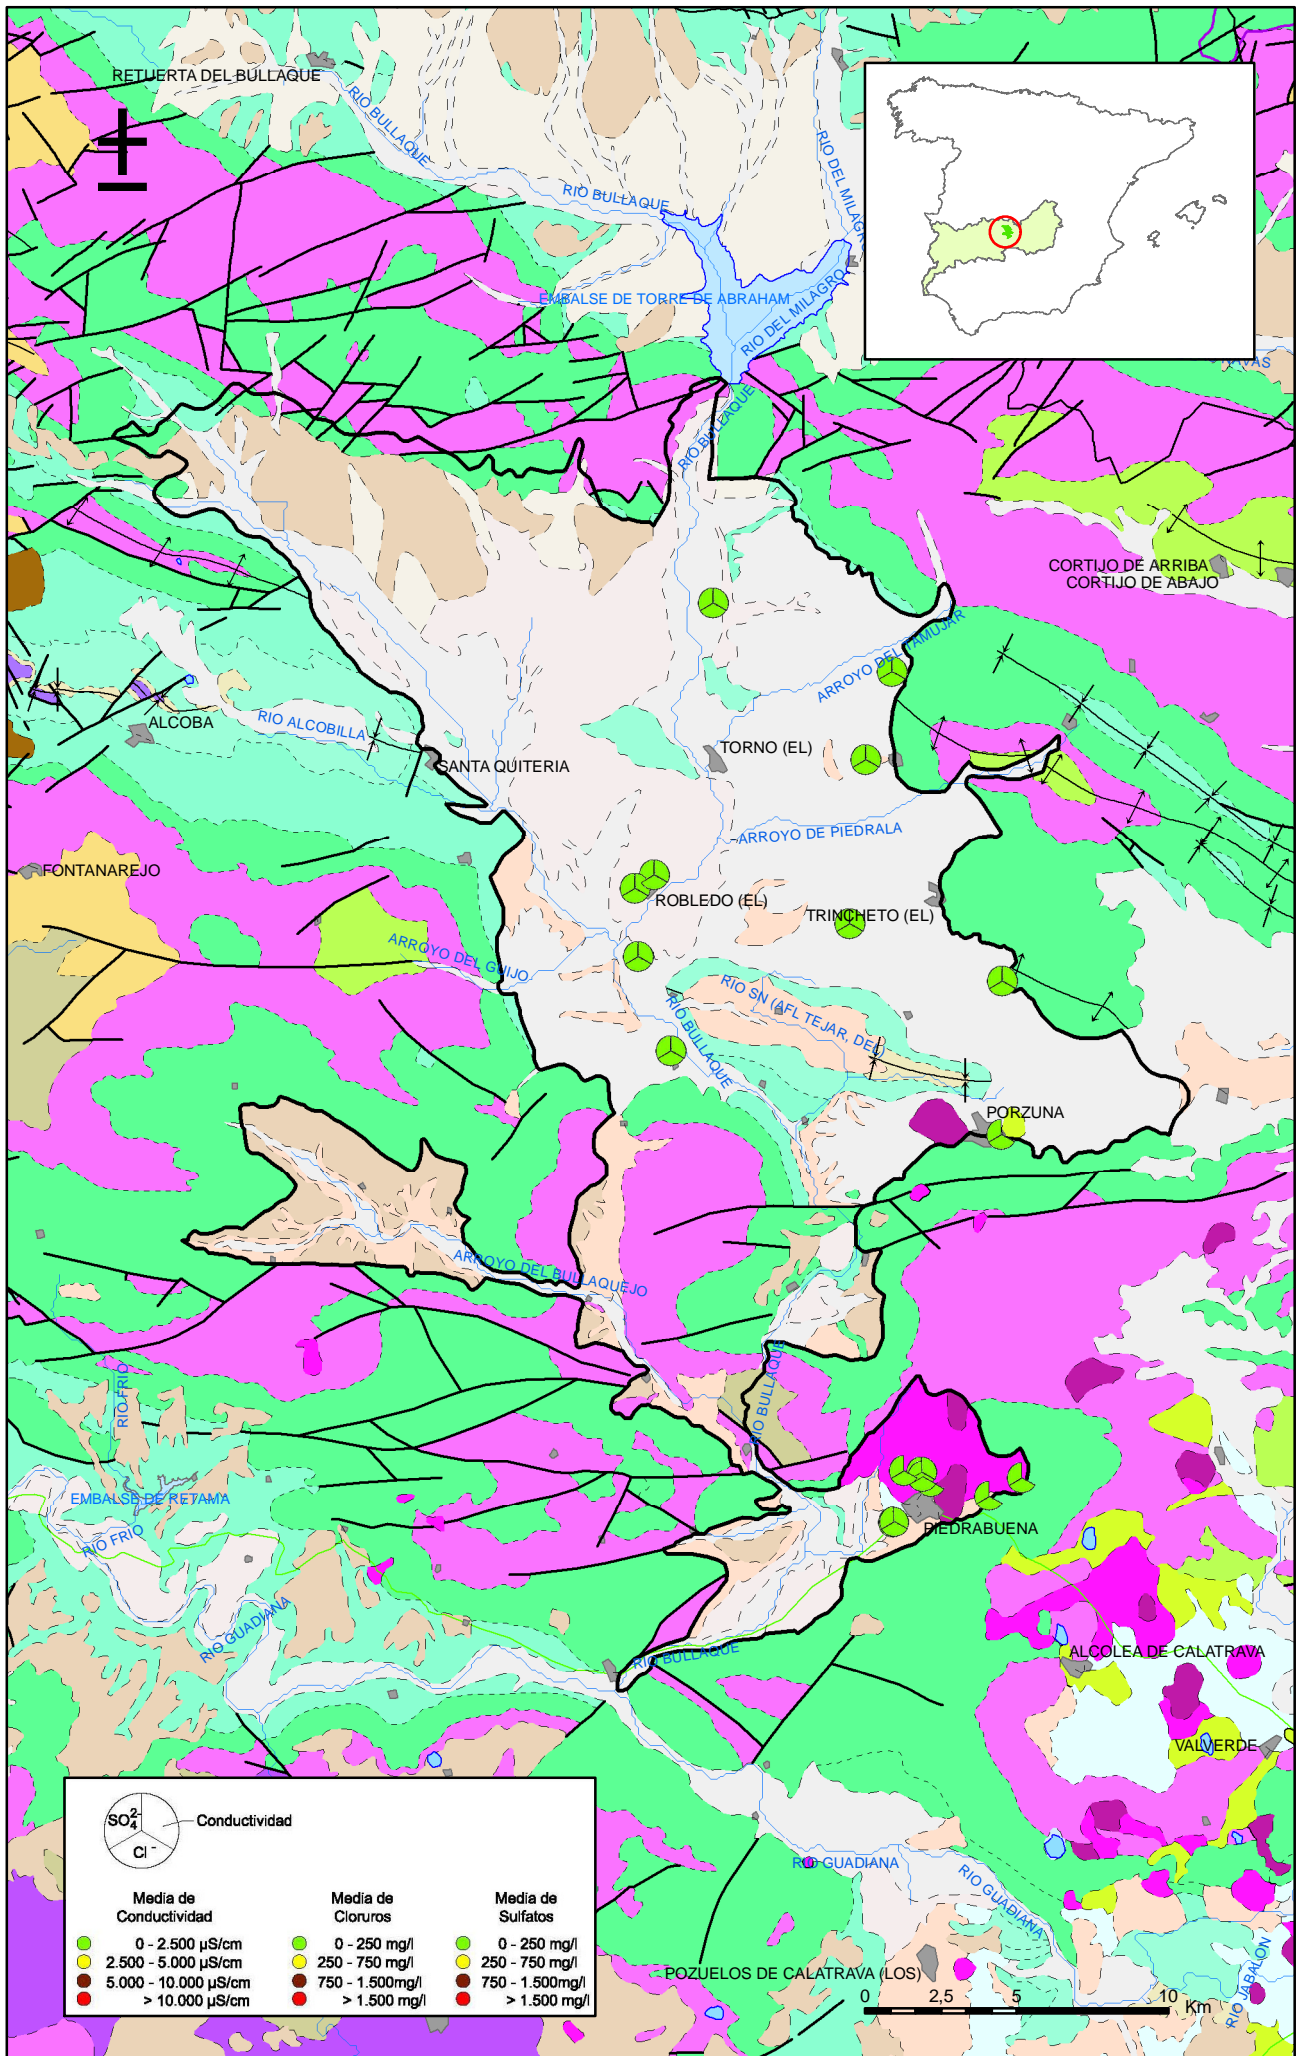 RETUERTA DEL BULLAQUE
RIO BULLAQUE
RIO BULLAQUE
RIO DEL MILAGRO
EMBALSE DE TORRE DE ABRAHAM
RIO DEL MILAGRO
RIO BULLAQUE
CORTIJO DE ARRIBA
CORTIJO DE ABAJO
ARROYO DEL TAMUJAR
ALCOBA
RIO ALCOBILLA
SANTA QUITERIA
TORNO (EL)
ARROYO DE PIEDRALA
FONTANAREJO
ROBLEDO (EL)
TRINCHETO (EL)
ARROYO DEL GUIJO
RIO SN (AFL TEJAR, DEL)
RIO BULLAQUE
PORZUNA
ARROYO DEL BULLAQUEJO
RIO FRIO
RIO BULLAQUE
EMBALSE DE RETAMA
RIO FRIO
PIEDRABUENA
RIO GUADIANA
RIO BULLAQUE
ALCOLEA DE CALATRAVA
VALVERDE
RIO GUADIANA
RIO GUADIANA
POZUELOS DE CALATRAVA (LOS)
RIO JABALON
SO4 2- Conductividad
Cl -
Media de Conductividad
0 - 2.500 µS/cm
2.500 - 5.000 µS/cm
5.000 - 10.000 µS/cm
> 10.000 µS/cm
Media de Cloruros
0 - 250 mg/l
250 - 750 mg/l
750 - 1.500mg/l
> 1.500 mg/l
Media de Sulfatos
0 - 250 mg/l
250 - 750 mg/l
750 - 1.500mg/l
> 1.500 mg/l
0 2,5 5 10 Km